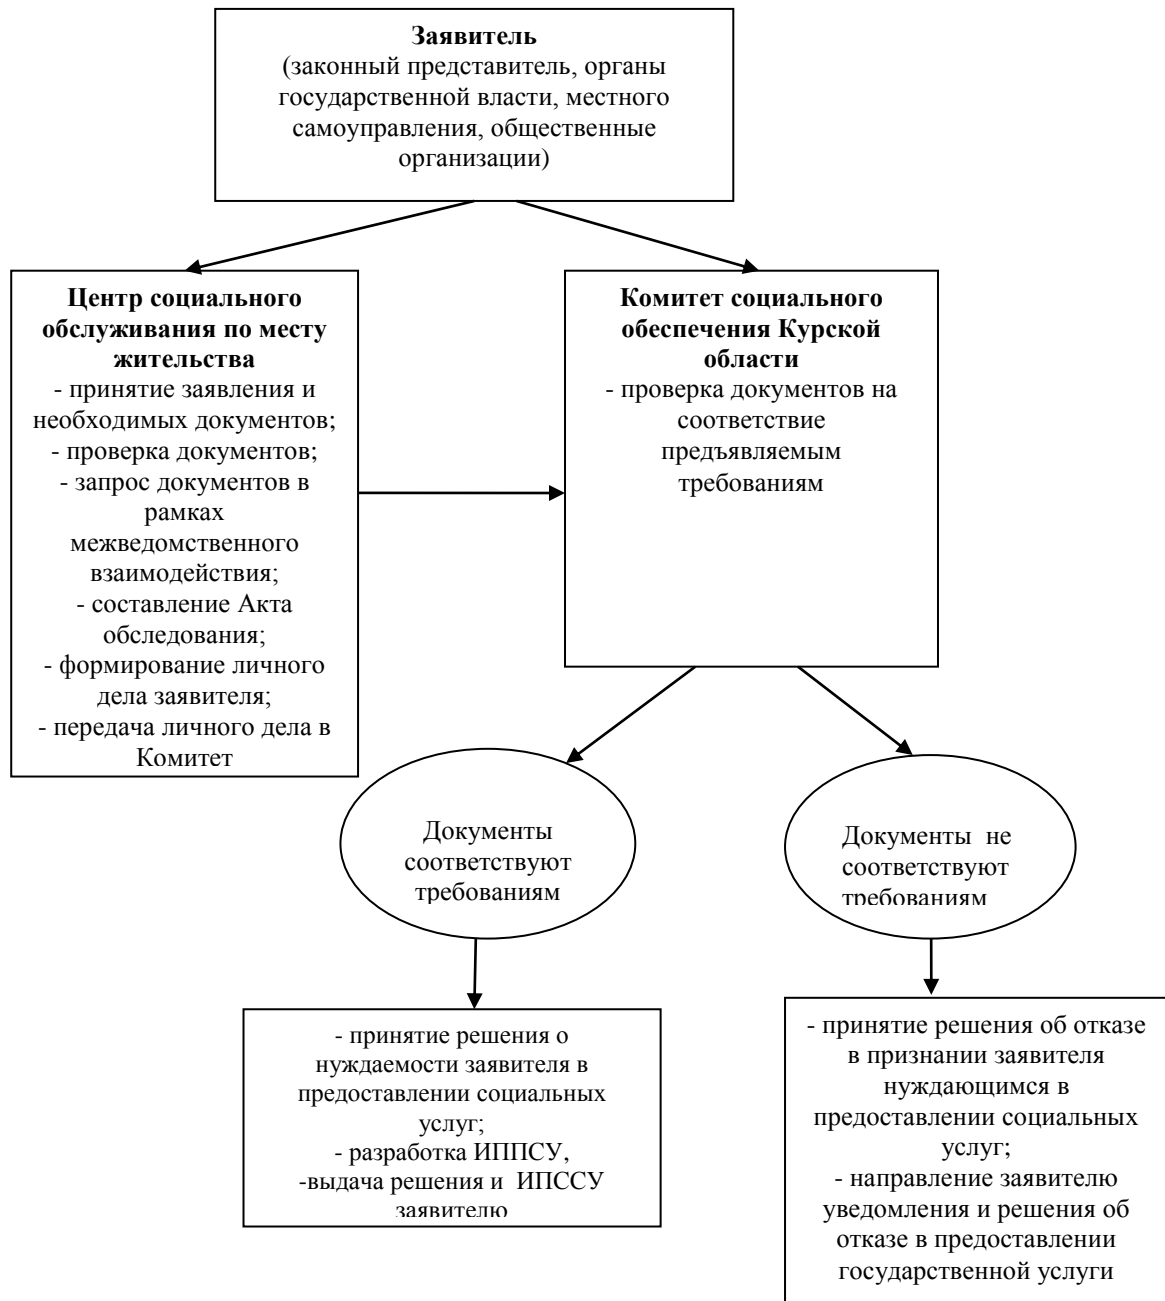 Заявитель
(законный представитель, органы
государственной власти, местного
самоуправления, общественные
организации)
Центр социального
обслуживания по месту
жительства
- принятие заявления и
необходимых документов;
- проверка документов;
- запрос документов в
рамках
межведомственного
взаимодействия;
- составление Акта
обследования;
- формирование личного
дела заявителя;
- передача личного дела в
Комитет
Комитет социального
обеспечения Курской
области
- проверка документов на
соответствие
предъявляемым
требованиям
Документы
соответствуют
требованиям
Документы не
соответствуют
требованиям
- принятие решения о
нуждаемости заявителя в
предоставлении социальных
услуг;
- разработка ИППСУ,
-выдача решения и ИПССУ
заявителю
- принятие решения об отказе
в признании заявителя
нуждающимся в
предоставлении социальных
услуг;
- направление заявителю
уведомления и решения об
отказе в предоставлении
государственной услуги